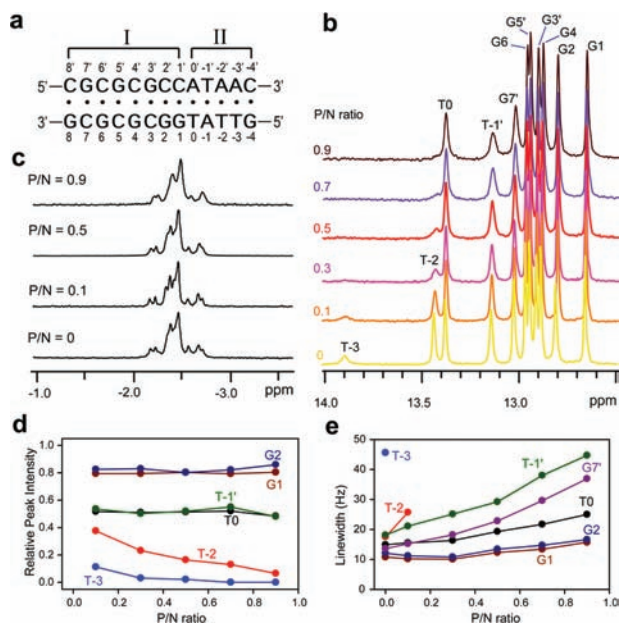 a
I II
8' 7' 6' 5' 4' 3' 2' 1' 0' -1' -2' -3' -4'
5'—CGCGCGCCATAAC—3'
3'—GCGCGCGGTATTG—5'
8 7 6 5 4 3 2 1 0 -1 -2 -3 -4
b
P/N ratio
G5' G3'
G6 G4
G2 G1
T0 T-1' G7'
0.9
0.7
0.5
0.3
T-2
0.1
T-3
0
14.0 13.5 13.0 ppm
c
P/N = 0.9
P/N = 0.5
P/N = 0.1
P/N = 0
-1.0 -2.0 -3.0 ppm
d
Relative Peak Intensity
1.0
0.8
0.6
0.4
0.2
0.0
G2
G1
T-1'
T0
T-2
T-3
0.0 0.2 0.4 0.6 0.8 1.0
P/N ratio
e
Linewidth (Hz)
50
40
30
20
10
0
T-3
T-2
T-1'
G7'
T0
G2
G1
0.0 0.2 0.4 0.6 0.8 1.0
P/N ratio